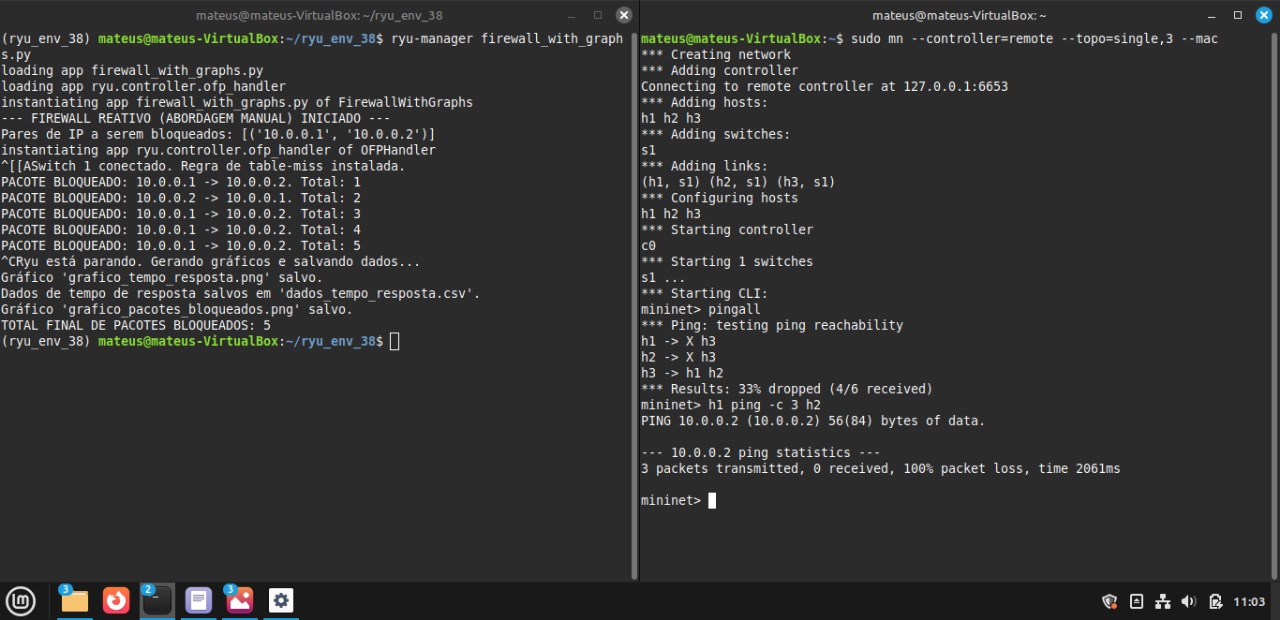 mateus@mateus-VirtualBox: ~/ryu_env_38
(ryu_env_38) mateus@mateus-VirtualBox:~/ryu_env_38$ ryu-manager firewall_with_graph
s.py
loading app firewall_with_graphs.py
loading app ryu.controller.ofp_handler
instantiating app firewall_with_graphs.py of FirewallWithGraphs
--- FIREWALL REATIVO (ABORDAGEM MANUAL) INICIADO ---
Pares de IP a serem bloqueados: [('10.0.0.1', '10.0.0.2')]
instantiating app ryu.controller.ofp_handler of OFPHandler
^[[ASwitch 1 conectado. Regra de table-miss instalada.
PACOTE BLOQUEADO: 10.0.0.1 -> 10.0.0.2. Total: 1
PACOTE BLOQUEADO: 10.0.0.2 -> 10.0.0.1. Total: 2
PACOTE BLOQUEADO: 10.0.0.1 -> 10.0.0.2. Total: 3
PACOTE BLOQUEADO: 10.0.0.1 -> 10.0.0.2. Total: 4
PACOTE BLOQUEADO: 10.0.0.1 -> 10.0.0.2. Total: 5
^CRyu está parando. Gerando gráficos e salvando dados...
Gráfico 'grafico_tempo_resposta.png' salvo.
Dados de tempo de resposta salvos em 'dados_tempo_resposta.csv'.
Gráfico 'grafico_pacotes_bloqueados.png' salvo.
TOTAL FINAL DE PACOTES BLOQUEADOS: 5
(ryu_env_38) mateus@mateus-VirtualBox:~/ryu_env_38$
mateus@mateus-VirtualBox: ~
mateus@mateus-VirtualBox:~$ sudo mn --controller=remote --topo=single,3 --mac
*** Creating network
*** Adding controller
Connecting to remote controller at 127.0.0.1:6653
*** Adding hosts:
h1 h2 h3
*** Adding switches:
s1
*** Adding links:
(h1, s1) (h2, s1) (h3, s1)
*** Configuring hosts
h1 h2 h3
*** Starting controller
c0
*** Starting 1 switches
s1 ...
*** Starting CLI:
mininet> pingall
*** Ping: testing ping reachability
h1 -> X h3
h2 -> X h3
h3 -> h1 h2
*** Results: 33% dropped (4/6 received)
mininet> h1 ping -c 3 h2
PING 10.0.0.2 (10.0.0.2) 56(84) bytes of data.
--- 10.0.0.2 ping statistics ---
3 packets transmitted, 0 received, 100% packet loss, time 2061ms
mininet>
3 2 3 11:03